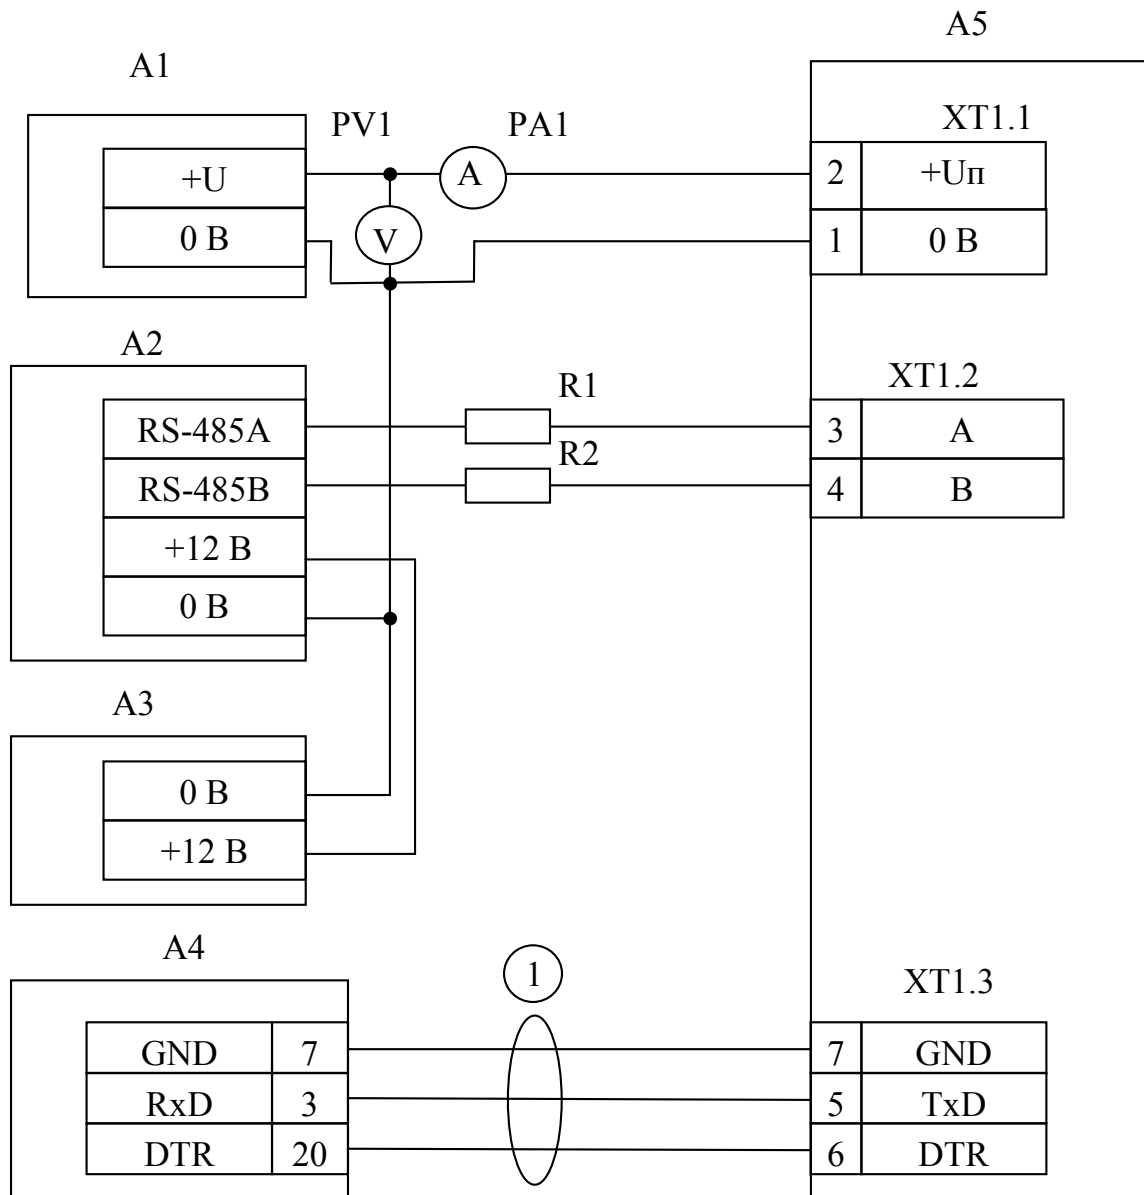 A5
A1
PV1
PA1
XT1.1
+U
A
2
+Uп
0 В
V
1
0 В
A2
R1
XT1.2
RS-485A
3
A
R2
RS-485B
4
B
+12 В
0 В
A3
0 В
+12 В
A4
1
XT1.3
GND
7
7
GND
RxD
3
5
TxD
DTR
20
6
DTR